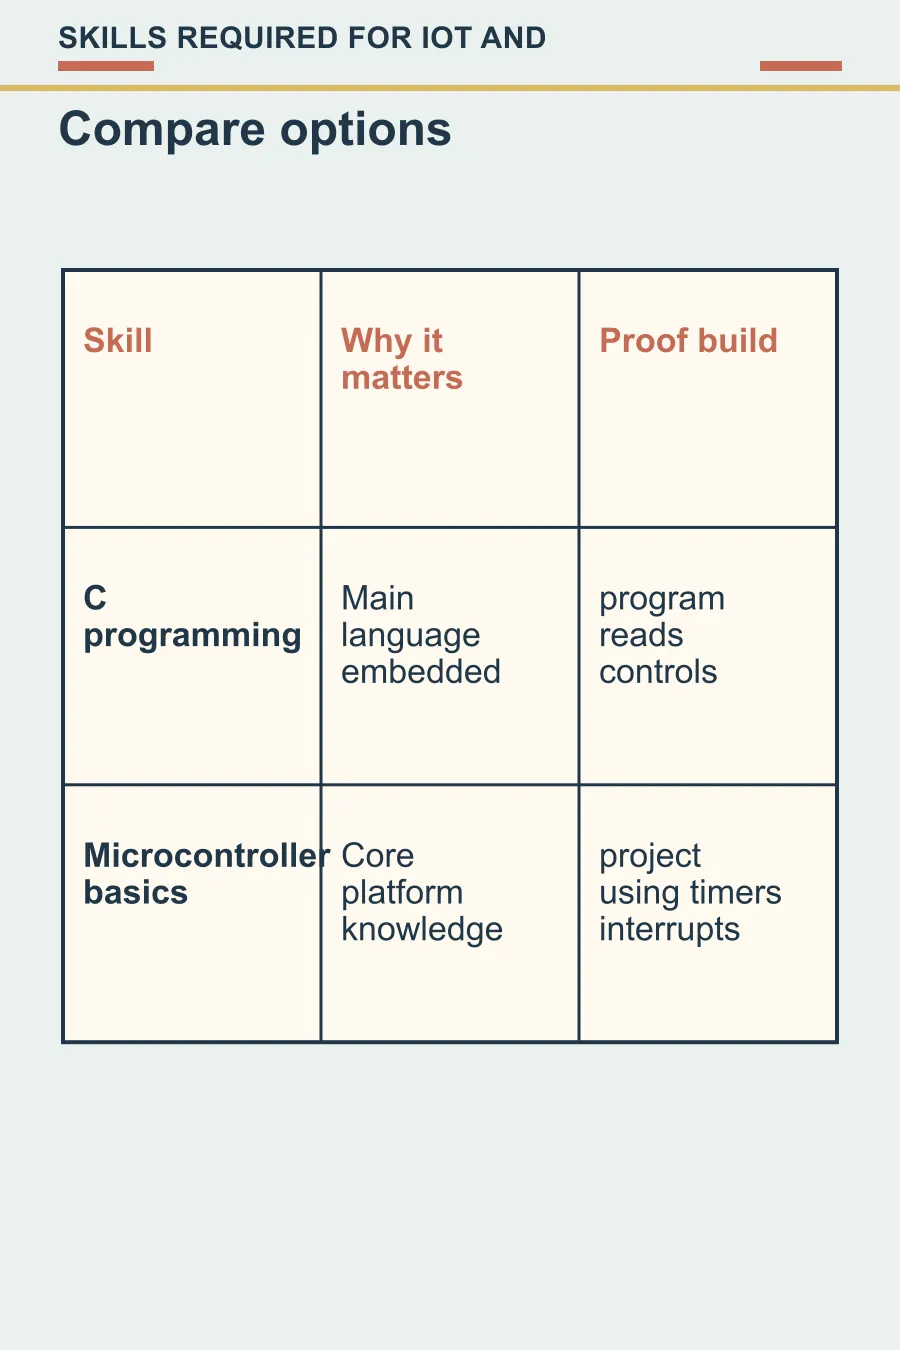 SKILLS REQUIRED FOR IOT AND
Compare options
Skill
Why it
matters
Proof build
C
programming
Main
language
embedded
program
reads
controls
Microcontroller
basics
Core
platform
knowledge
project
using timers
interrupts